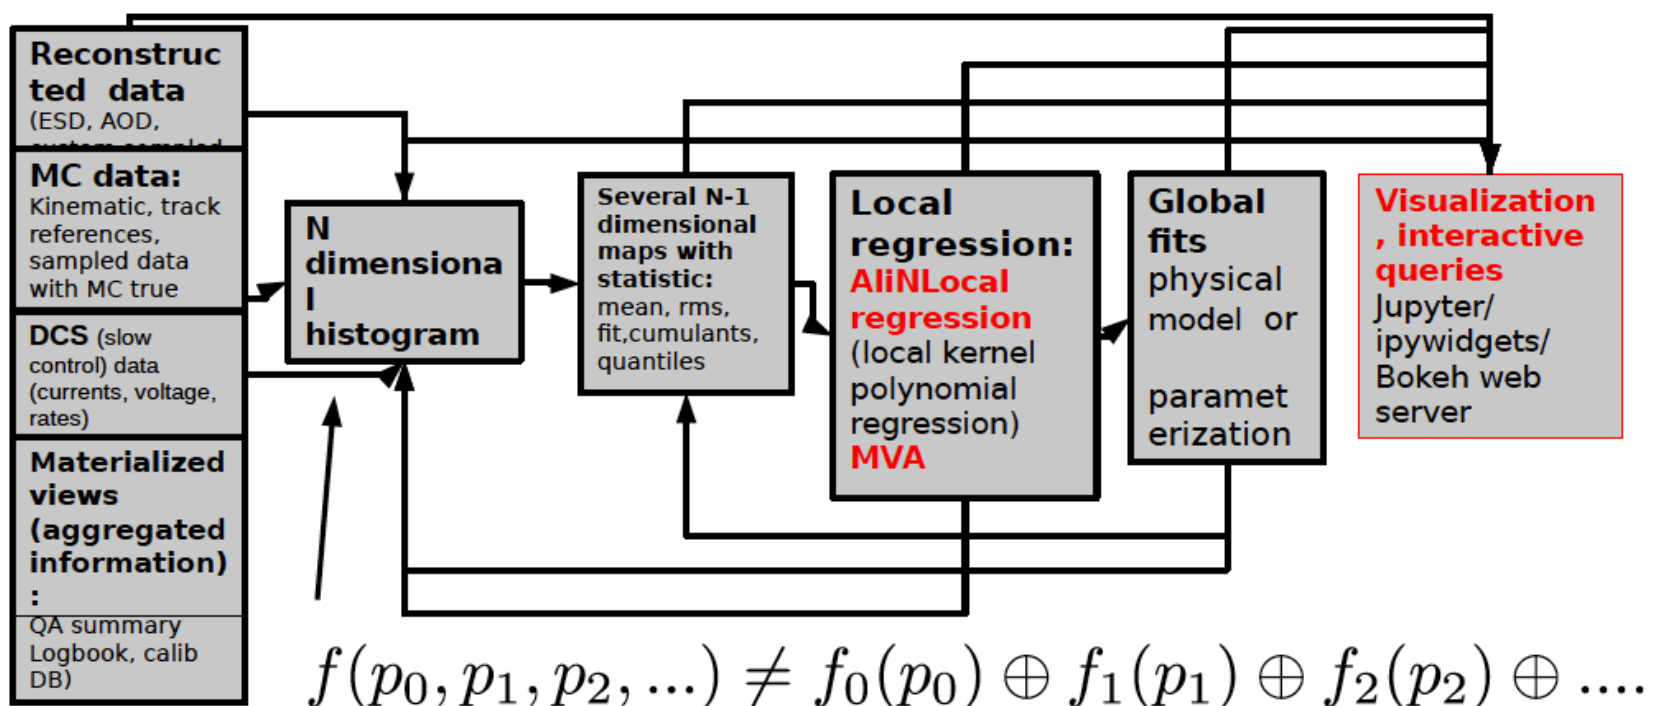 Reconstruc
ted data
(ESD, AOD,
MC data:
Kinematic, track
references,
sampled data
with MC true
DCS (slow
control) data
(currents, voltage,
rates)
Materialized
views
(aggregated
information)
:
QA summary
Logbook, calib
DB)
N
dimensiona
l
histogram
Several N-1
dimensional
maps with
statistic:
mean, rms,
fit,cumulants,
quantiles
Local
regression:
AliNLocal
regression
(local kernel
polynomial
regression)
MVA
Global
fits
physical
model or
paramet
erization
Visualization
, interactive
queries
Jupyter/
ipywidgets/
Bokeh web
server
f(p₀, p₁, p₂, ...) ≠ f₀(p₀) ⊕ f₁(p₁) ⊕ f₂(p₂) ⊕ ....